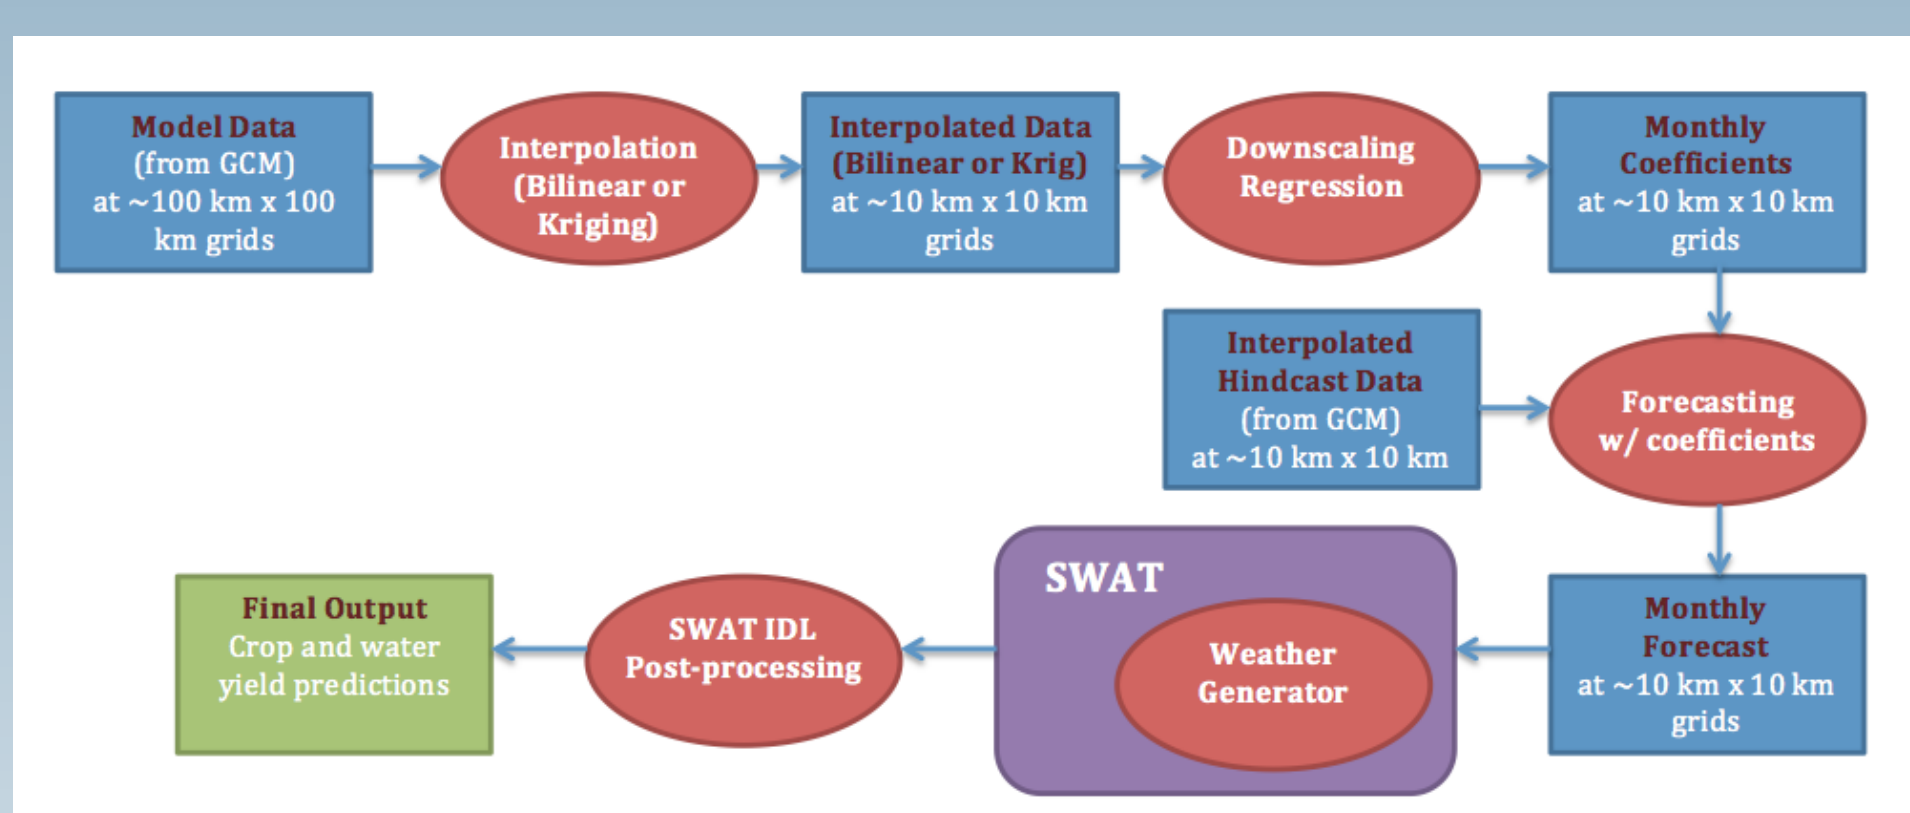 Model Data
(from GCM)
at ~100 km x 100
km grids
Interpolation
(Bilinear or
Kriging)
Interpolated Data
(Bilinear or Krig)
at ~10 km x 10 km
grids
Downscaling
Regression
Monthly
Coefficients
at ~10 km x 10 km
grids
Interpolated
Hindcast Data
(from GCM)
at ~10 km x 10 km
Forecasting
w/ coefficients
Monthly
Forecast
at ~10 km x 10 km
grids
SWAT
Weather
Generator
SWAT IDL
Post-processing
Final Output
Crop and water
yield predictions